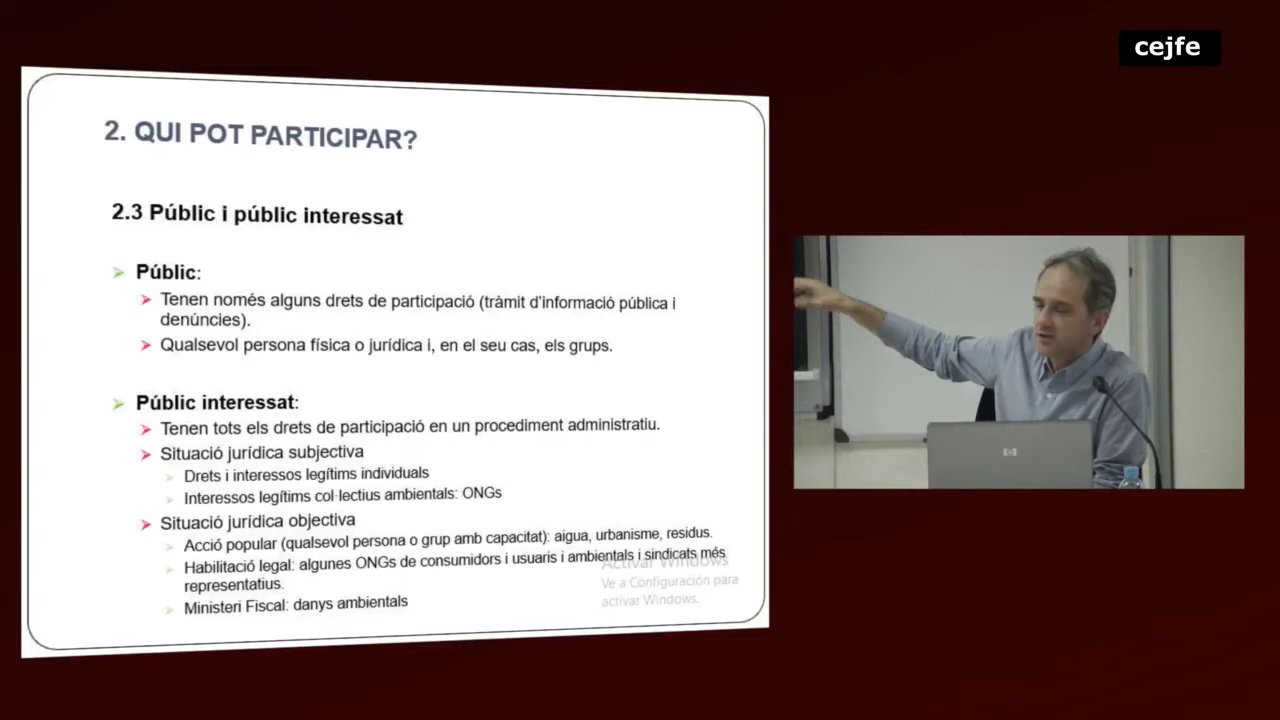 cejfe
2. QUI POT PARTICIPAR?
2.3 Públic i públic interessat
Públic:
Tenen només alguns drets de participació (tràmit d'informació pública i
denúncies).
Qualsevol persona física o jurídica i, en el seu cas, els grups.
Públic interessat:
Tenen tots els drets de participació en un procediment administratiu.
Situació jurídica subjectiva
Drets i interessos legítims individuals
Interessos legítims col·lectius ambientals: ONGs
Situació jurídica objectiva
Acció popular (qualsevol persona o grup amb capacitat): aigua, urbanisme, residus.
Habilitació legal: algunes ONGs de consumidors i usuaris i ambientals i sindicats més
representatius.
Ministeri Fiscal: danys ambientals
Activar Windows
Ve a Configuración para
activar Windows.
hp